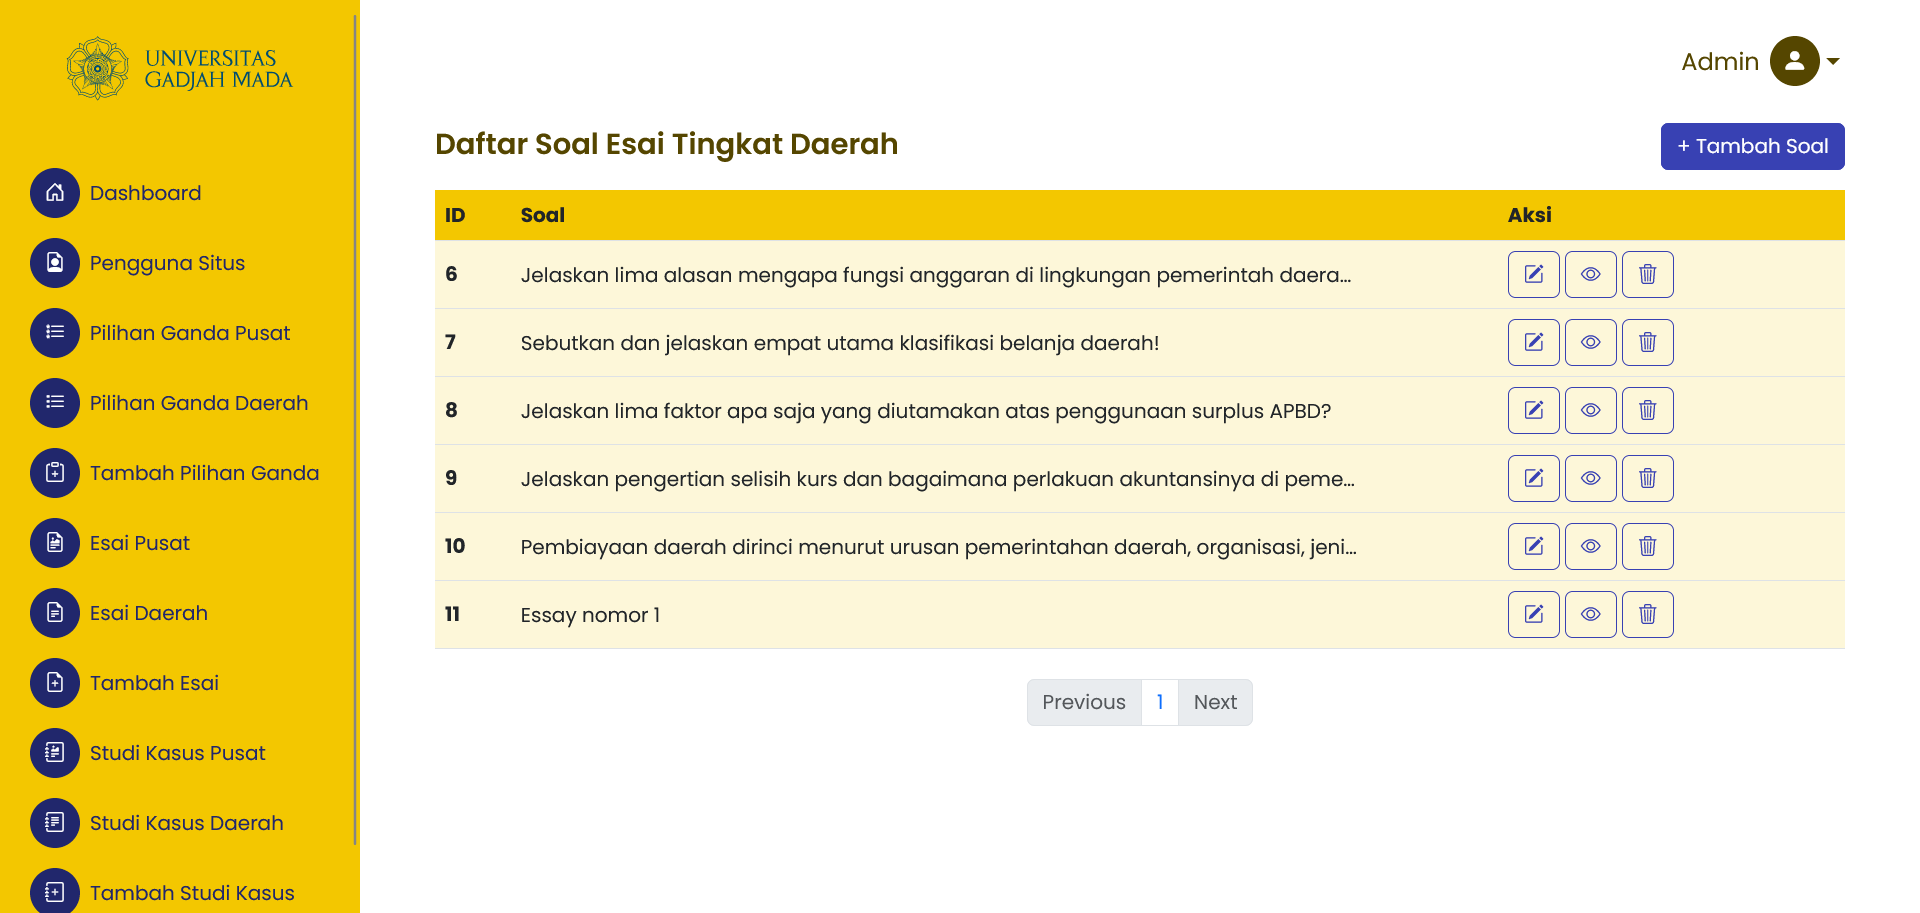 UNIVERSITAS
GADJAH MADA
Dashboard
Pengguna Situs
Pilihan Ganda Pusat
Pilihan Ganda Daerah
Tambah Pilihan Ganda
Esai Pusat
Esai Daerah
Tambah Esai
Studi Kasus Pusat
Studi Kasus Daerah
Tambah Studi Kasus
Admin
Daftar Soal Esai Tingkat Daerah
+ Tambah Soal
ID Soal Aksi
6 Jelaskan lima alasan mengapa fungsi anggaran di lingkungan pemerintah daera...
7 Sebutkan dan jelaskan empat utama klasifikasi belanja daerah!
8 Jelaskan lima faktor apa saja yang diutamakan atas penggunaan surplus APBD?
9 Jelaskan pengertian selisih kurs dan bagaimana perlakuan akuntansinya di peme...
10 Pembiayaan daerah dirinci menurut urusan pemerintahan daerah, organisasi, jeni...
11 Essay nomor 1
Previous 1 Next